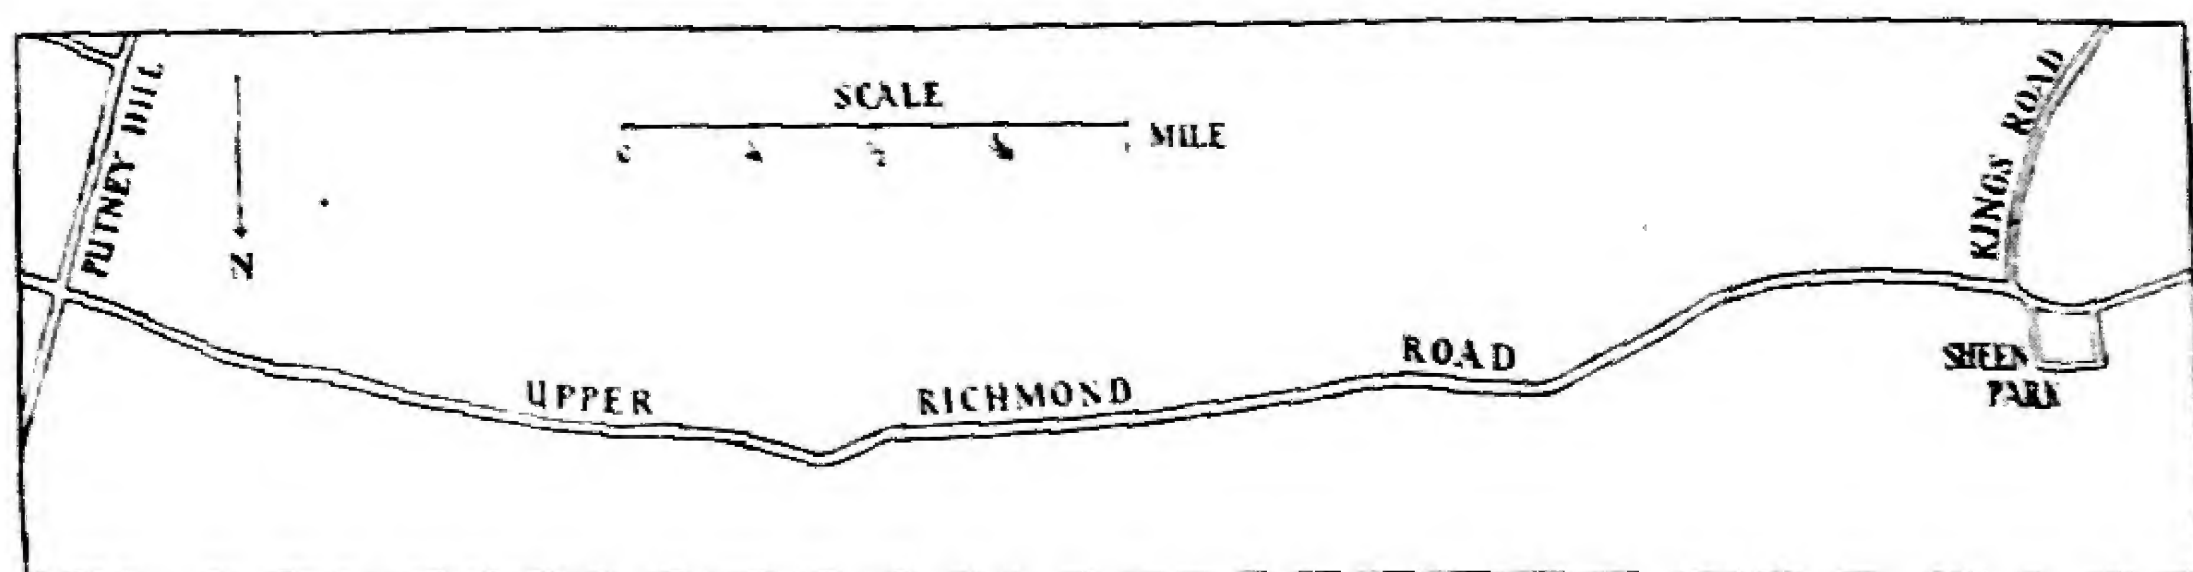 SCALE
MILE
PUTNEY HILL
N
KINGS ROAD
UPPER RICHMOND ROAD
SHEEN
PARK